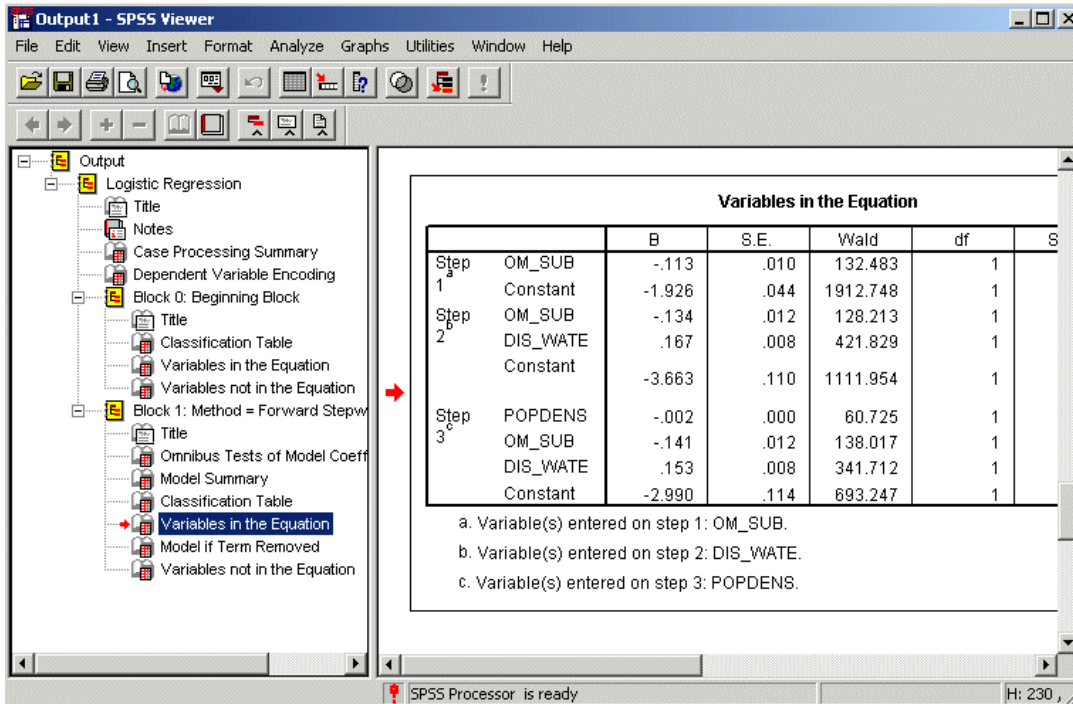 Output1 - SPSS Viewer
File Edit View Insert Format Analyze Graphs Utilities Window Help
Output
Logistic Regression
Title
Notes
Case Processing Summary
Dependent Variable Encoding
Block 0: Beginning Block
Title
Classification Table
Variables in the Equation
Variables not in the Equation
Block 1: Method = Forward Stepw
Title
Omnibus Tests of Model Coeff
Model Summary
Classification Table
Variables in the Equation
Model if Term Removed
Variables not in the Equation
Variables in the Equation
B S.E. Wald df S
Step 1 a OM_SUB -.113 .010 132.483 1
Constant -1.926 .044 1912.748 1
Step 2 b OM_SUB -.134 .012 128.213 1
DIS_WATE .167 .008 421.829 1
Constant -3.663 .110 1111.954 1
Step 3 c POPDENS -.002 .000 60.725 1
OM_SUB -.141 .012 138.017 1
DIS_WATE .153 .008 341.712 1
Constant -2.990 .114 693.247 1
a. Variable(s) entered on step 1: OM_SUB.
b. Variable(s) entered on step 2: DIS_WATE.
c. Variable(s) entered on step 3: POPDENS.
SPSS Processor is ready
H: 230 ,